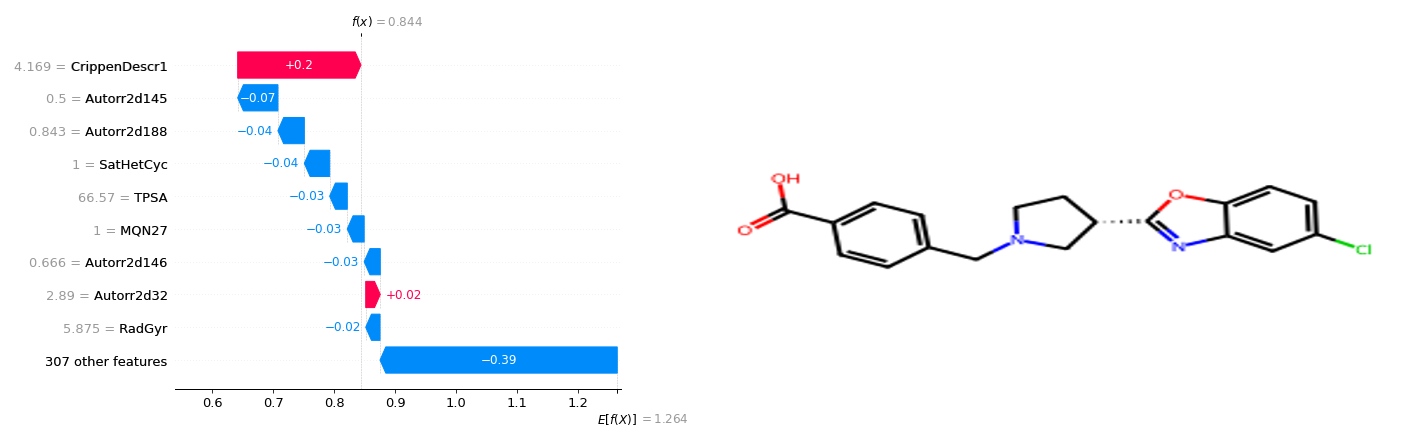 f(x) = 0.844
4.169 = CrippenDescr1
+0.2
0.5 = Autorr2d145
−0.07
0.843 = Autorr2d188
−0.04
1 = SatHetCyc
−0.04
66.57 = TPSA
−0.03
1 = MQN27
−0.03
0.666 = Autorr2d146
−0.03
2.89 = Autorr2d32
+0.02
5.875 = RadGyr
−0.02
307 other features
−0.39
0.6 0.7 0.8 0.9 1.0 1.1 1.2
E[f(X)] = 1.264
OH
O
N
O
N
Cl